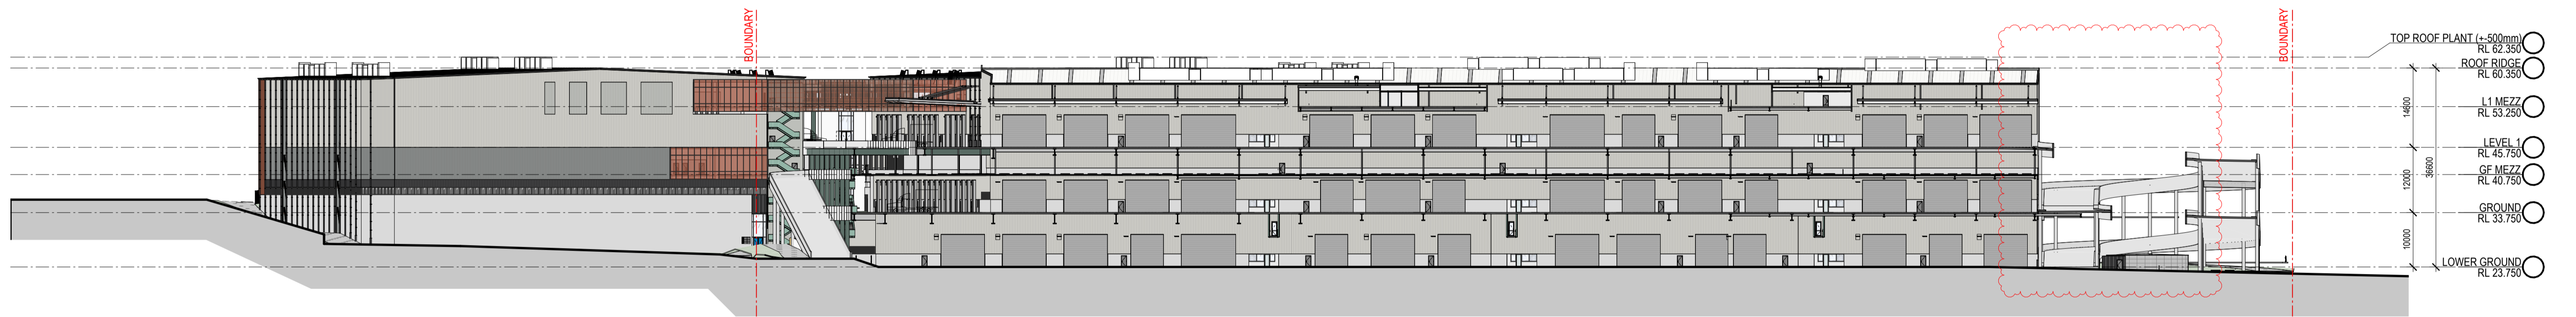 BOUNDARY
BOUNDARY
TOP ROOF PLANT (+-500mm)
RL 62.350
ROOF RIDGE
RL 60.350
L1 MEZZ
RL 53.250
LEVEL 1
RL 45.750
GF MEZZ
RL 40.750
GROUND
RL 33.750
LOWER GROUND
RL 23.750
14600
12000
10000
36600